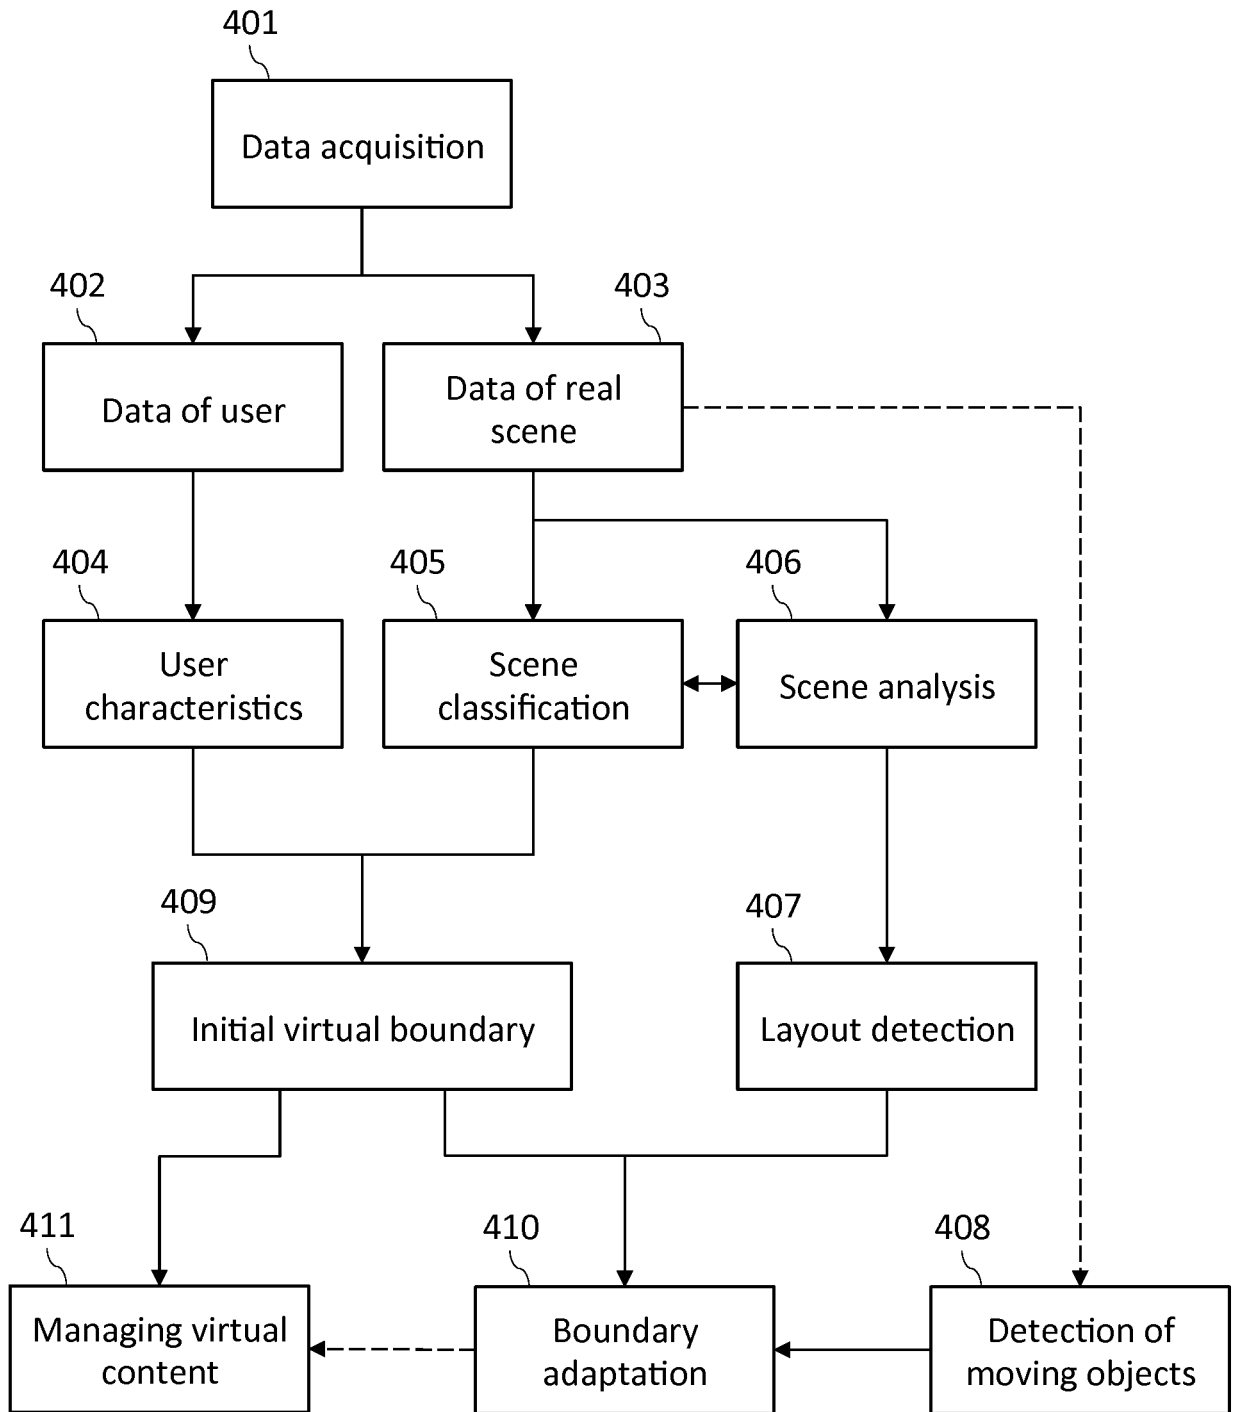 401
Data acquisition
402
403
Data of user
Data of real
scene
404
405
406
User
characteristics
Scene
classification
Scene analysis
409
407
Initial virtual boundary
Layout detection
411
410
408
Managing virtual
content
Boundary
adaptation
Detection of
moving objects